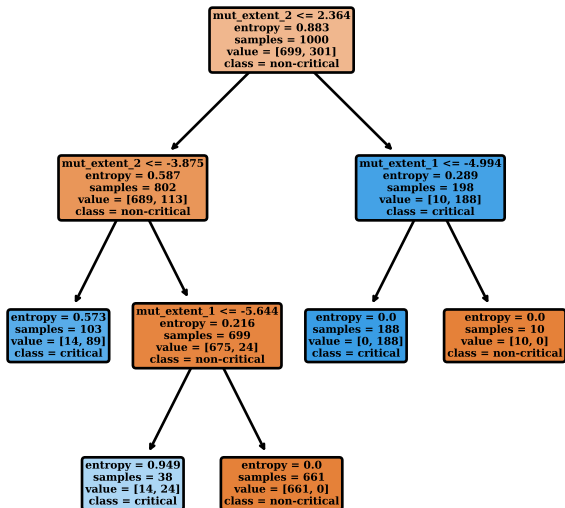 mut_extent_2 <= 2.364
entropy = 0.883
samples = 1000
value = [699, 301]
class = non-critical
mut_extent_2 <= -3.875
entropy = 0.587
samples = 802
value = [689, 113]
class = non-critical
mut_extent_1 <= -4.994
entropy = 0.289
samples = 198
value = [10, 188]
class = critical
entropy = 0.573
samples = 103
value = [14, 89]
class = critical
mut_extent_1 <= -5.644
entropy = 0.216
samples = 699
value = [675, 24]
class = non-critical
entropy = 0.0
samples = 188
value = [0, 188]
class = critical
entropy = 0.0
samples = 10
value = [10, 0]
class = non-critical
entropy = 0.949
samples = 38
value = [14, 24]
class = critical
entropy = 0.0
samples = 661
value = [661, 0]
class = non-critical